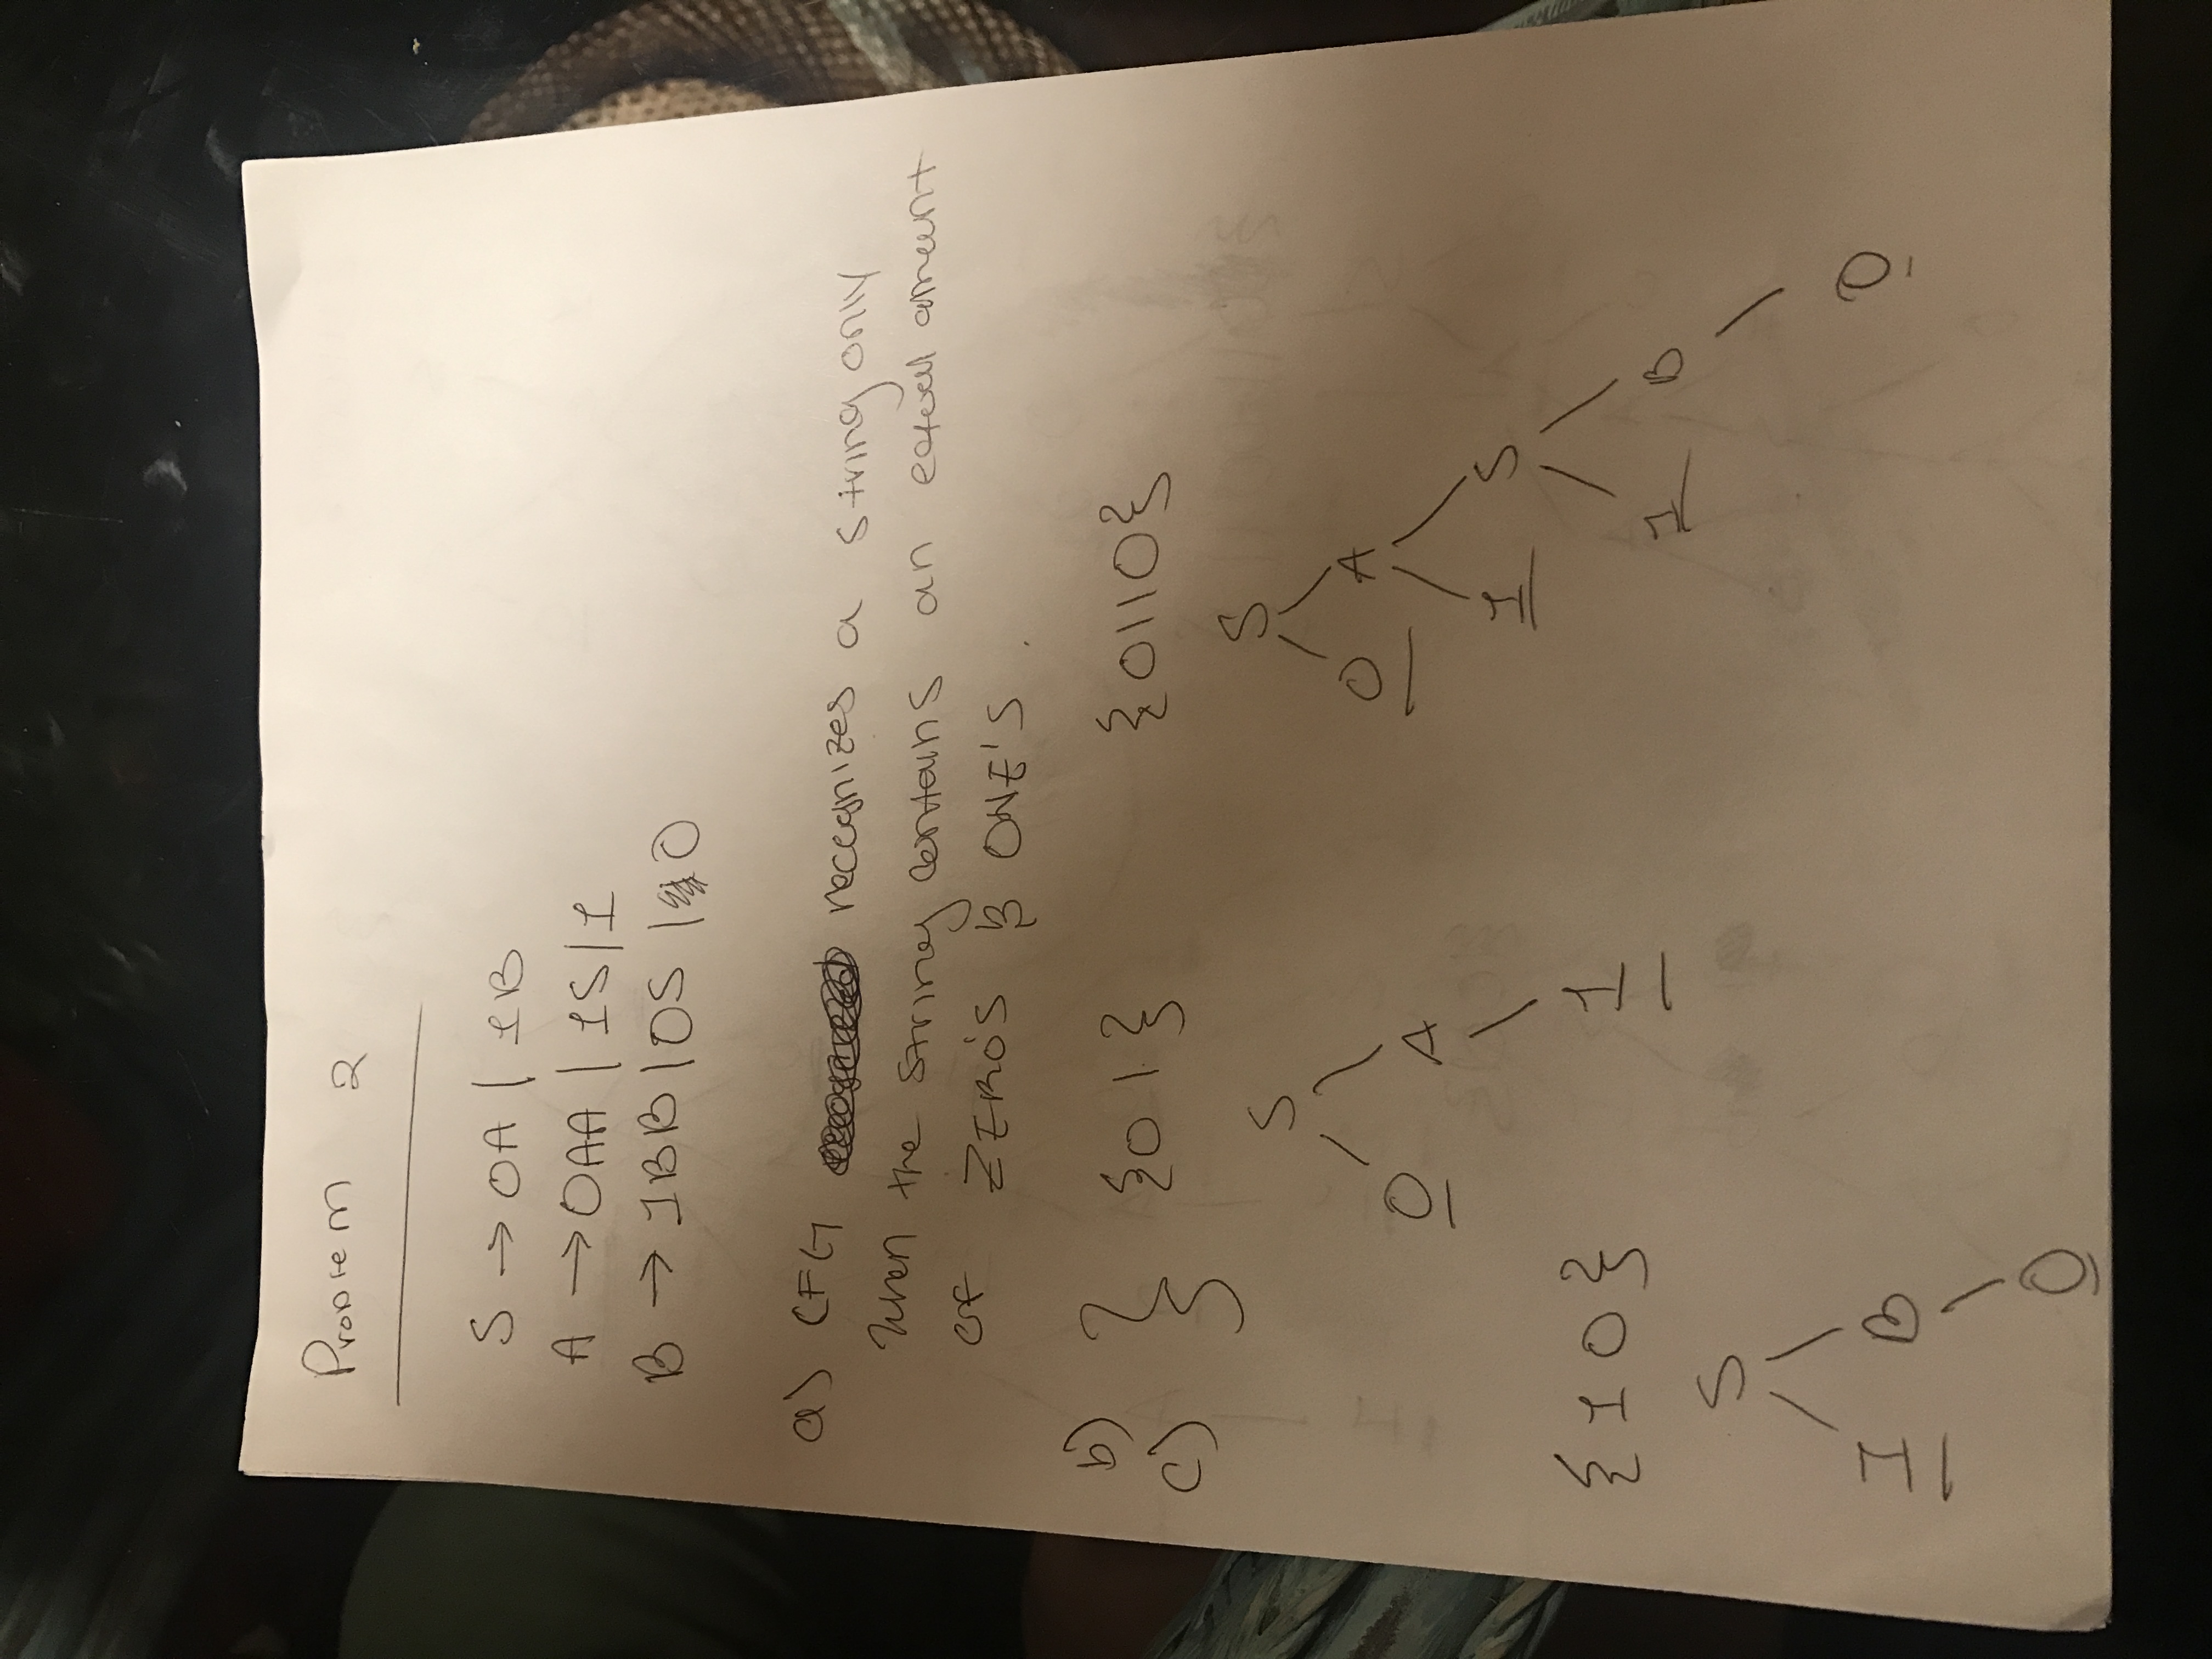 Problem 2
S → 0A | 1B
A → 0AA | 1S | 1
B → 1BB | 0S | 0
a) CFG recognizes a string only
when the string contains an equal amount
of ZERO'S & ONE'S .
b)
c) } {01} {0110}
S
0 A
1
S
0 A
1 S
1 B
0
{10}
S
1 B
0